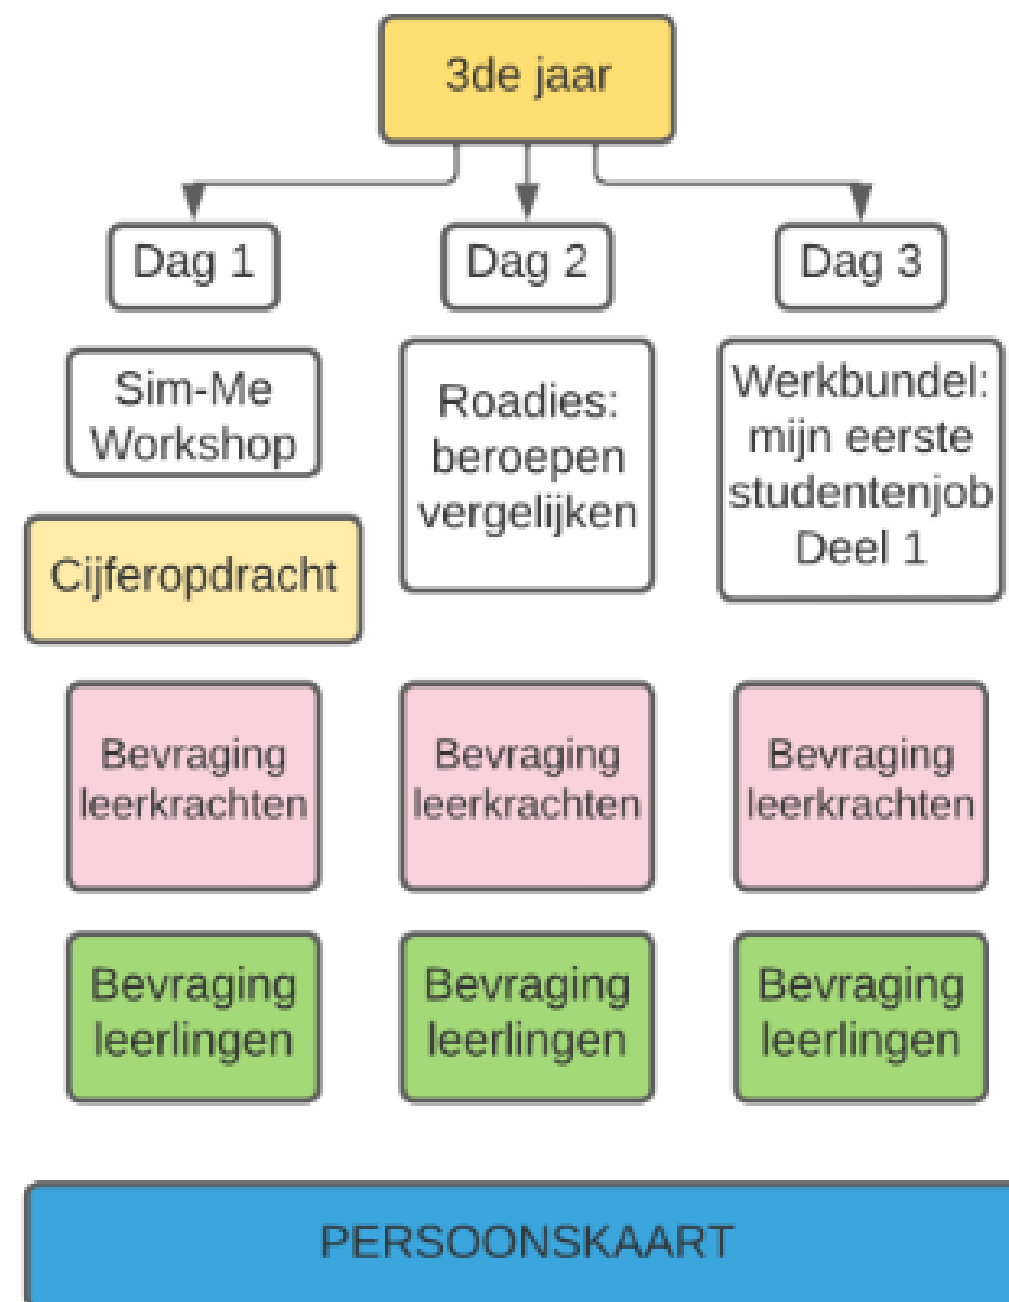 3de jaar
Dag 1
Dag 2
Dag 3
Sim-Me
Workshop
Roadies:
beroepen
vergelijken
Werkbundel:
mijn eerste
studentenjob
Deel 1
Cijferopdracht
Bevraging
leerkrachten
Bevraging
leerkrachten
Bevraging
leerkrachten
Bevraging
leerlingen
Bevraging
leerlingen
Bevraging
leerlingen
PERSOONSKAART